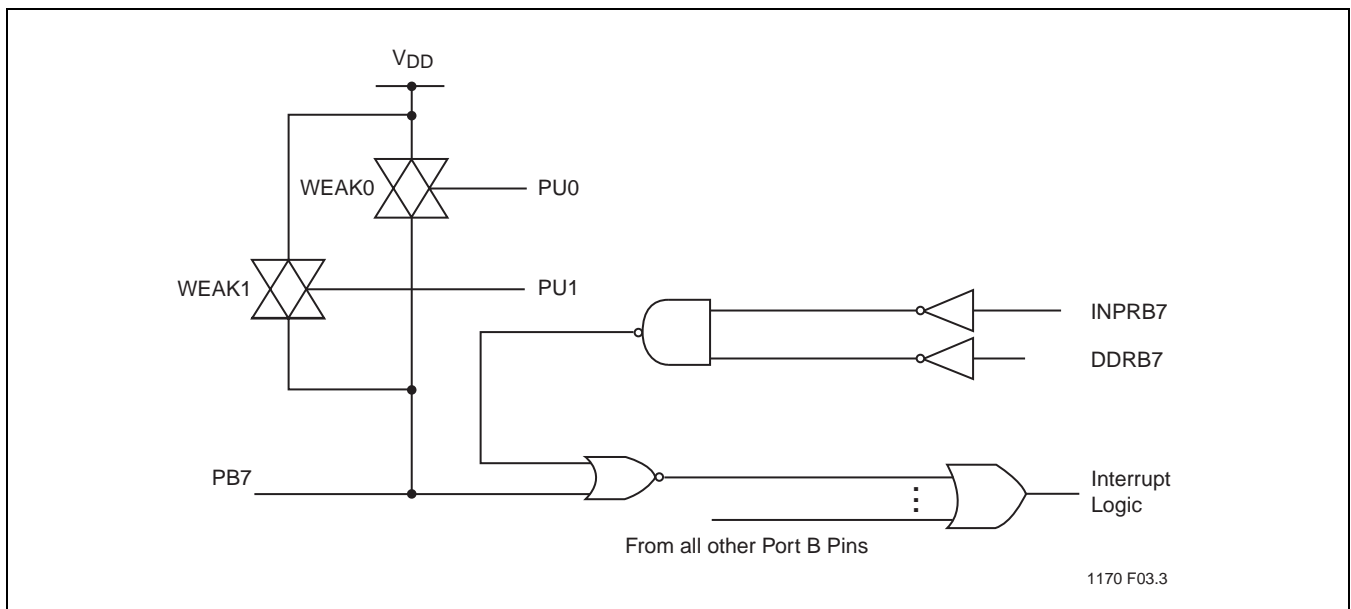 VDD
WEAK0
PU0
WEAK1
PU1
INPRB7
DDRB7
PB7
Interrupt
Logic
From all other Port B Pins
1170 F03.3